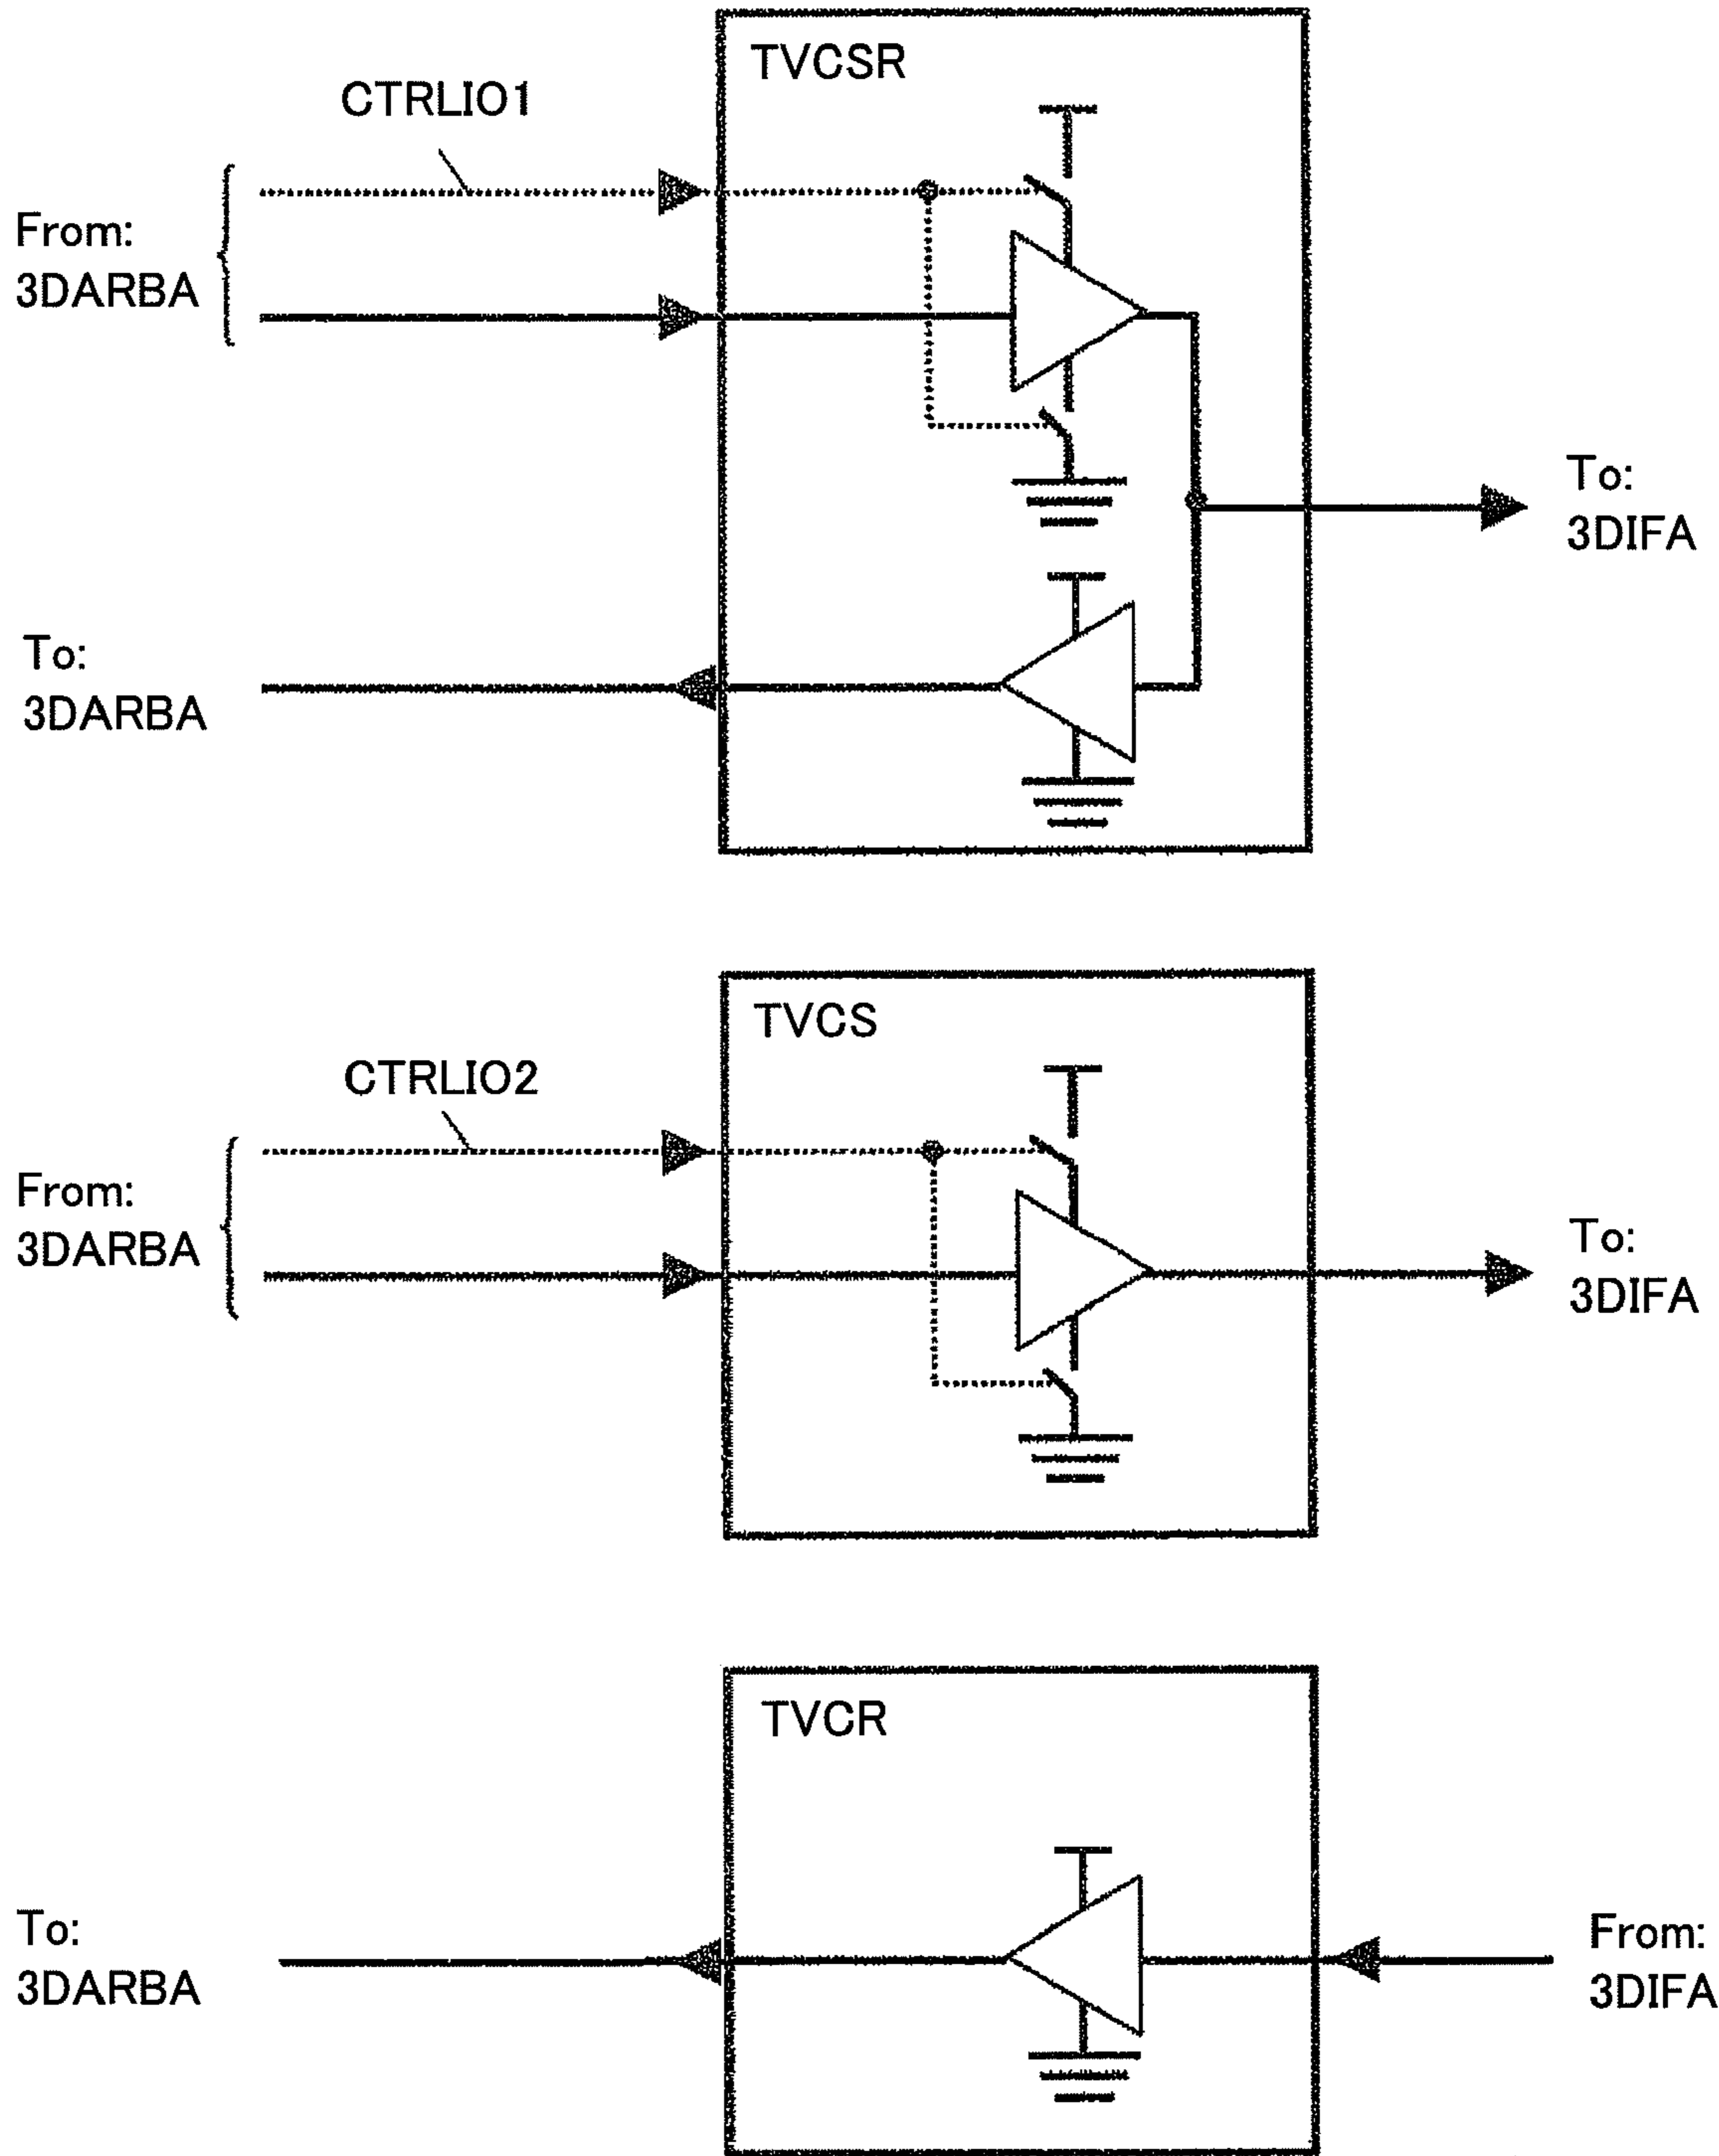 TVCSR
CTRLIO1
From:
3DARBA
To:
3DIFA
To:
3DARBA
TVCS
CTRLIO2
From:
3DARBA
To:
3DIFA
TVCR
To:
3DARBA
From:
3DIFA